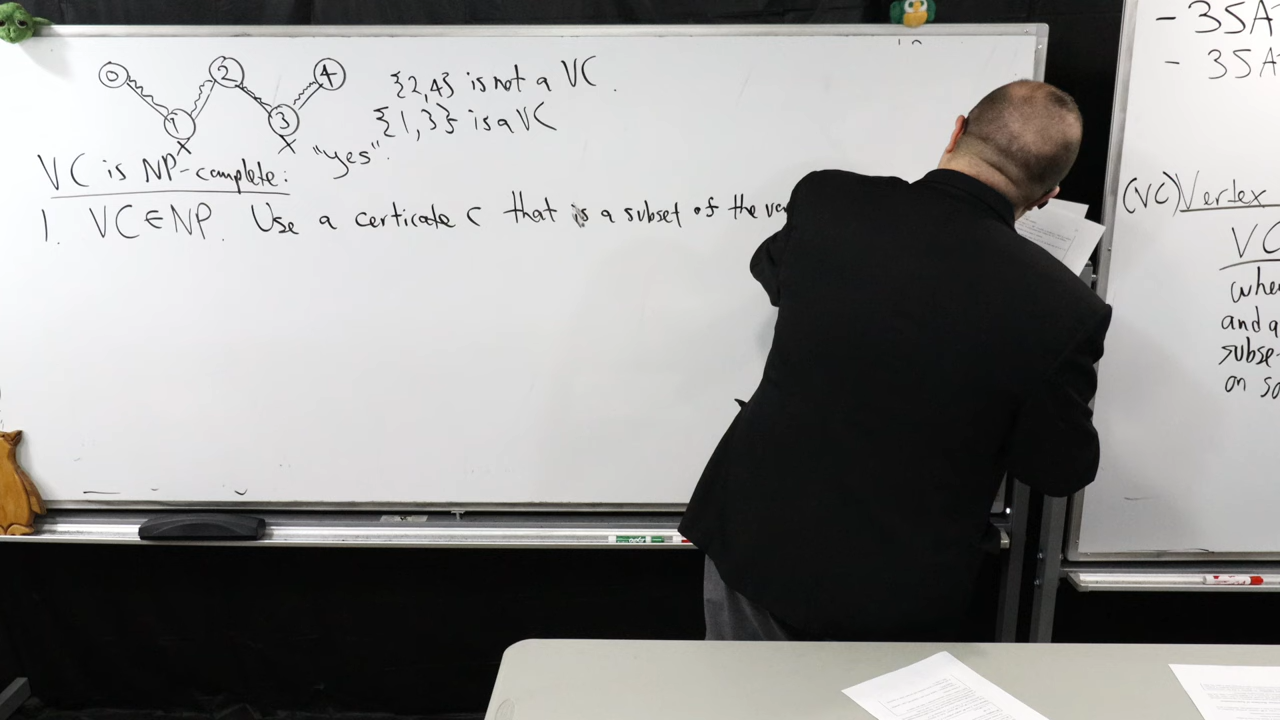 0 2 4
1 3
x x
{2,4} is not a VC.
{1,3} is a VC
"yes".
VC is NP-complete:
1. VC∈NP. Use a certicate C that is a subset of the
- 3SA
- 3SA
(VC) Vertex
VC
whe
and a
subse
on so